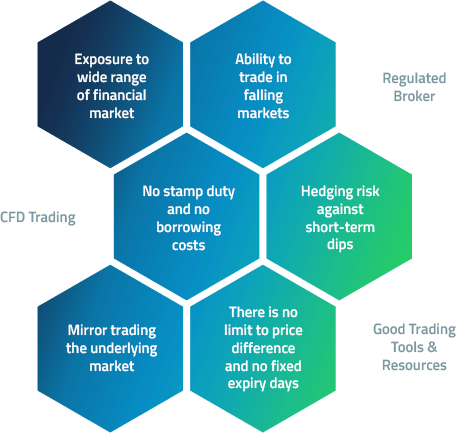 Exposure to
wide range
of financial
market
Ability to
trade in
falling
markets
Regulated
Broker
CFD Trading
No stamp duty
and no
borrowing
costs
Hedging risk
against
short-term
dips
Mirror trading
the underlying
market
There is no
limit to price
difference
and no fixed
expiry days
Good Trading
Tools &
Resources